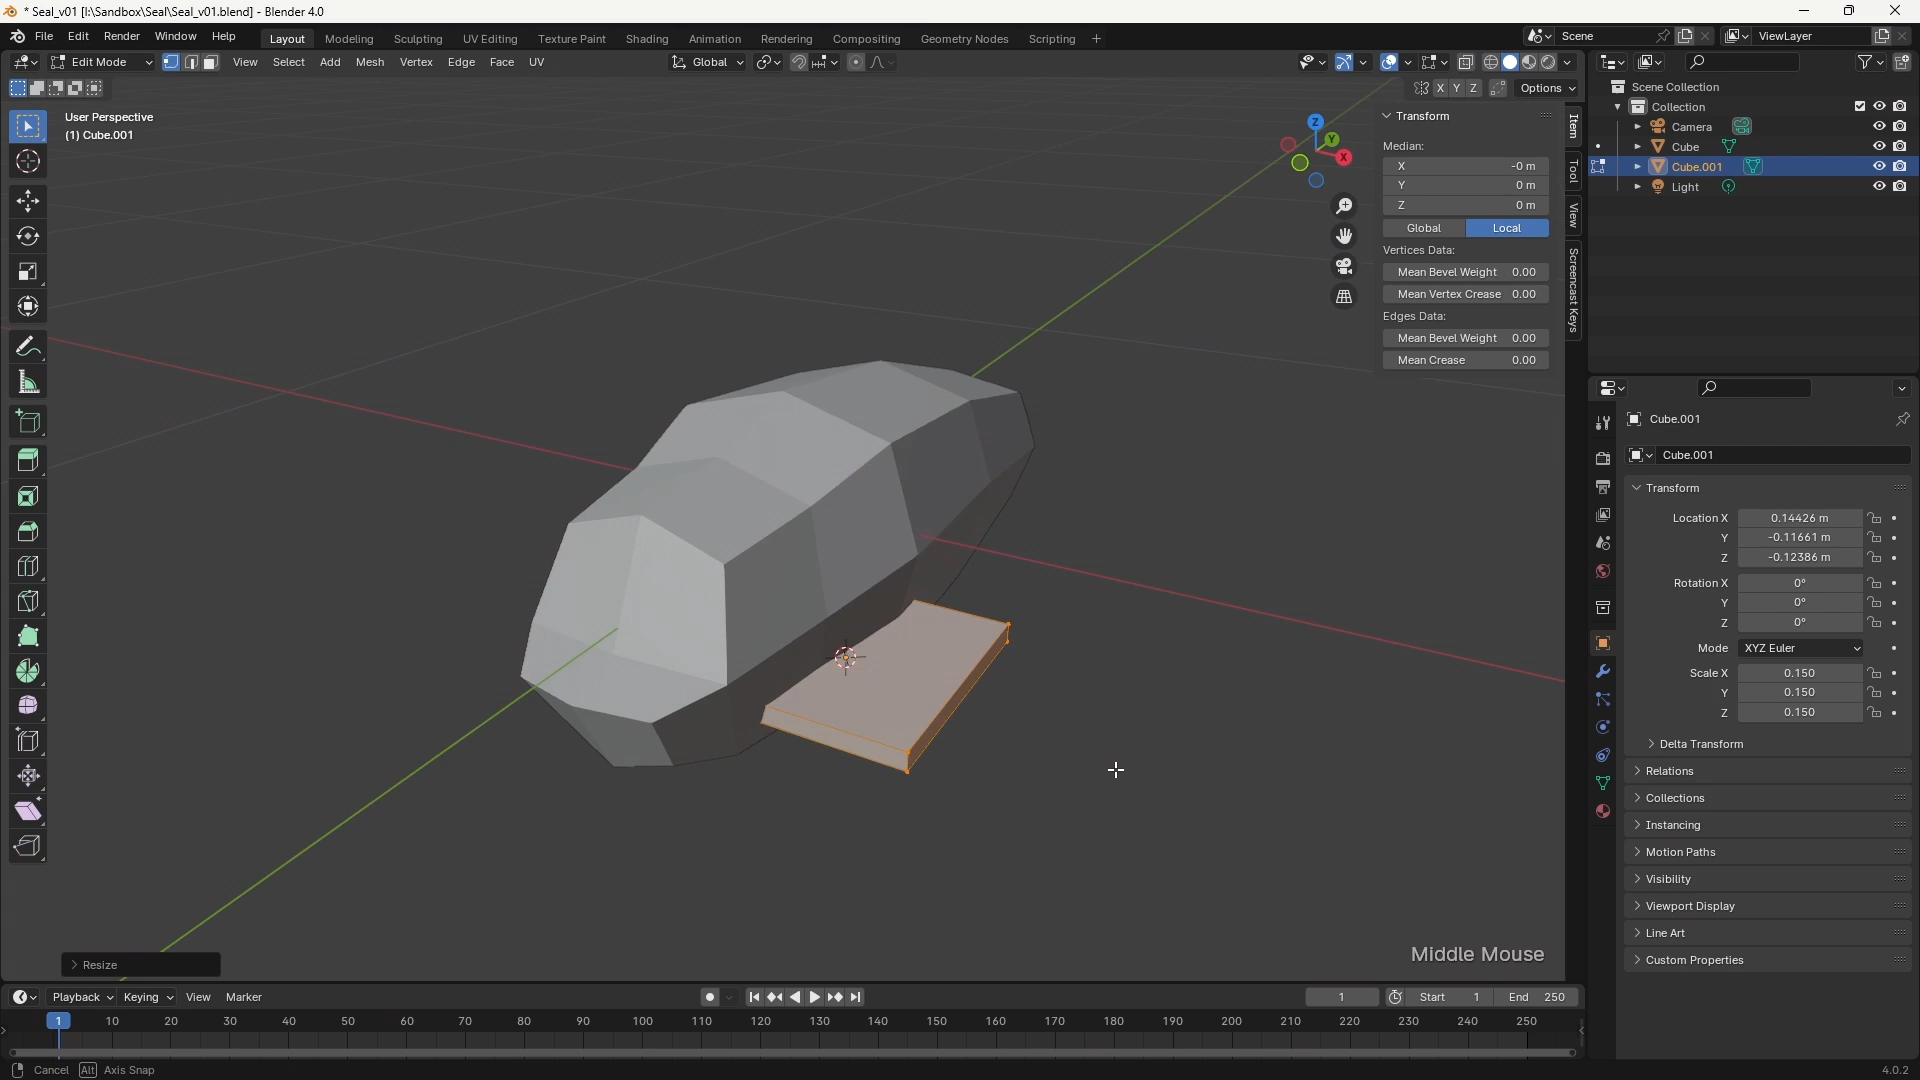 * Seal_v01 [I:\Sandbox\Seal\Seal_v01.blend] - Blender 4.0
File Edit Render Window Help Layout Modeling Sculpting UV Editing Texture Paint Shading Animation Rendering Compositing Geometry Nodes Scripting + Scene ViewLayer
Edit Mode View Select Add Mesh Vertex Edge Face UV Global
X Y Z Options
User Perspective
(1) Cube.001
Z
Y
X
Transform
Median:
X -0 m
Y 0 m
Z 0 m
Global Local
Vertices Data:
Mean Bevel Weight 0.00
Mean Vertex Crease 0.00
Edges Data:
Mean Bevel Weight 0.00
Mean Crease 0.00
Item
Tool
View
Screencast Keys
Scene Collection
Collection
Camera
Cube
Cube.001
Light
Cube.001
Cube.001
Transform
Location X 0.14426 m
Y -0.11661 m
Z -0.12386 m
Rotation X 0°
Y 0°
Z 0°
Mode XYZ Euler
Scale X 0.150
Y 0.150
Z 0.150
Delta Transform
Relations
Collections
Instancing
Motion Paths
Visibility
Viewport Display
Line Art
Custom Properties
Resize
Middle Mouse
Playback Keying View Marker 1 Start 1 End 250
1 10 20 30 40 50 60 70 80 90 100 110 120 130 140 150 160 170 180 190 200 210 220 230 240 250
Cancel Alt Axis Snap 4.0.2